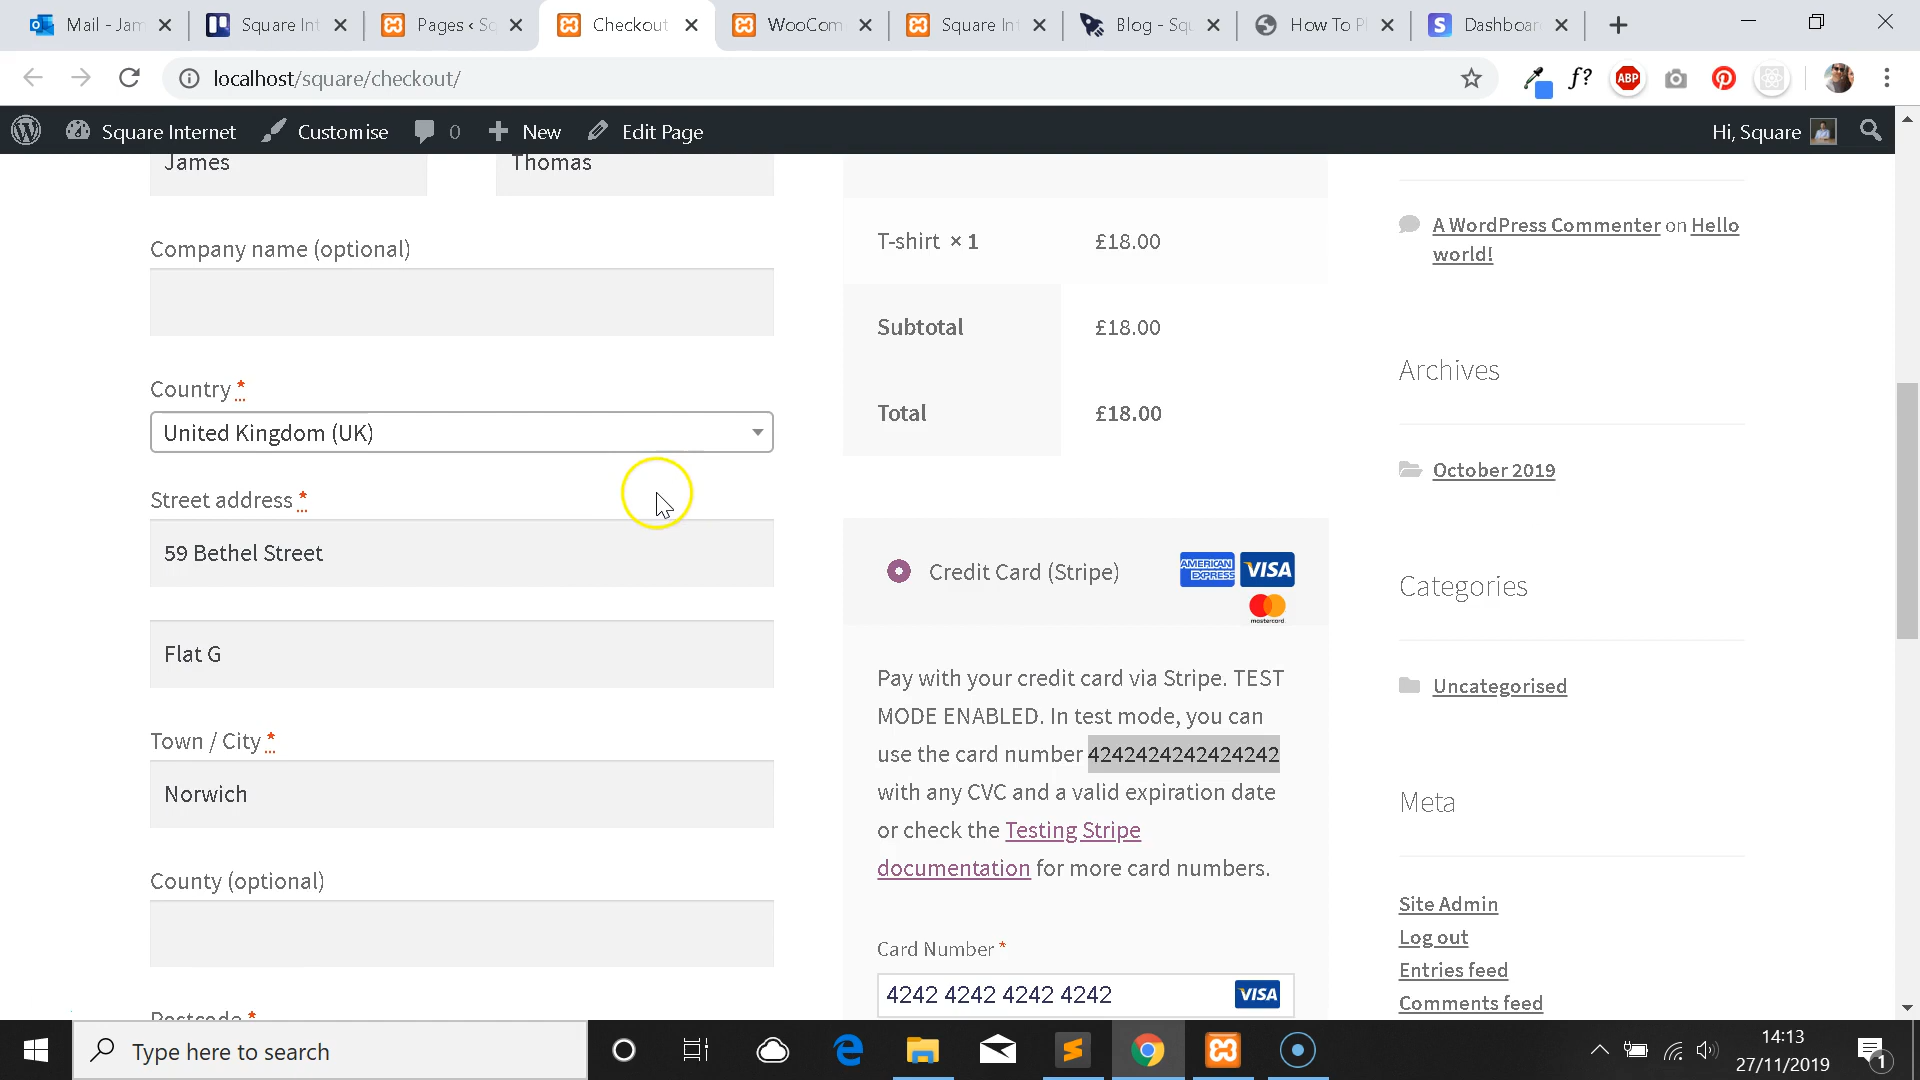 Mail - Jam
Square Int
Pages ‹ Sq
Checkout
WooCom
Square Int
Blog - Squ
How To Pl
Dashboar
localhost/square/checkout/
f?
ABP
Square Internet
Customise
0
New
Edit Page
Hi, Square
James
Thomas
Company name (optional)
Country *
United Kingdom (UK)
Street address *
59 Bethel Street
Flat G
Town / City *
Norwich
County (optional)
Postcode *
T-shirt × 1
£18.00
Subtotal
£18.00
Total
£18.00
Credit Card (Stripe)
AMERICAN EXPRESS
VISA
mastercard
Pay with your credit card via Stripe. TEST
MODE ENABLED. In test mode, you can
use the card number 4242424242424242
with any CVC and a valid expiration date
or check the Testing Stripe
documentation for more card numbers.
Card Number *
4242 4242 4242 4242
VISA
A WordPress Commenter on Hello
world!
Archives
October 2019
Categories
Uncategorised
Meta
Site Admin
Log out
Entries feed
Comments feed
Type here to search
14:13
27/11/2019
1